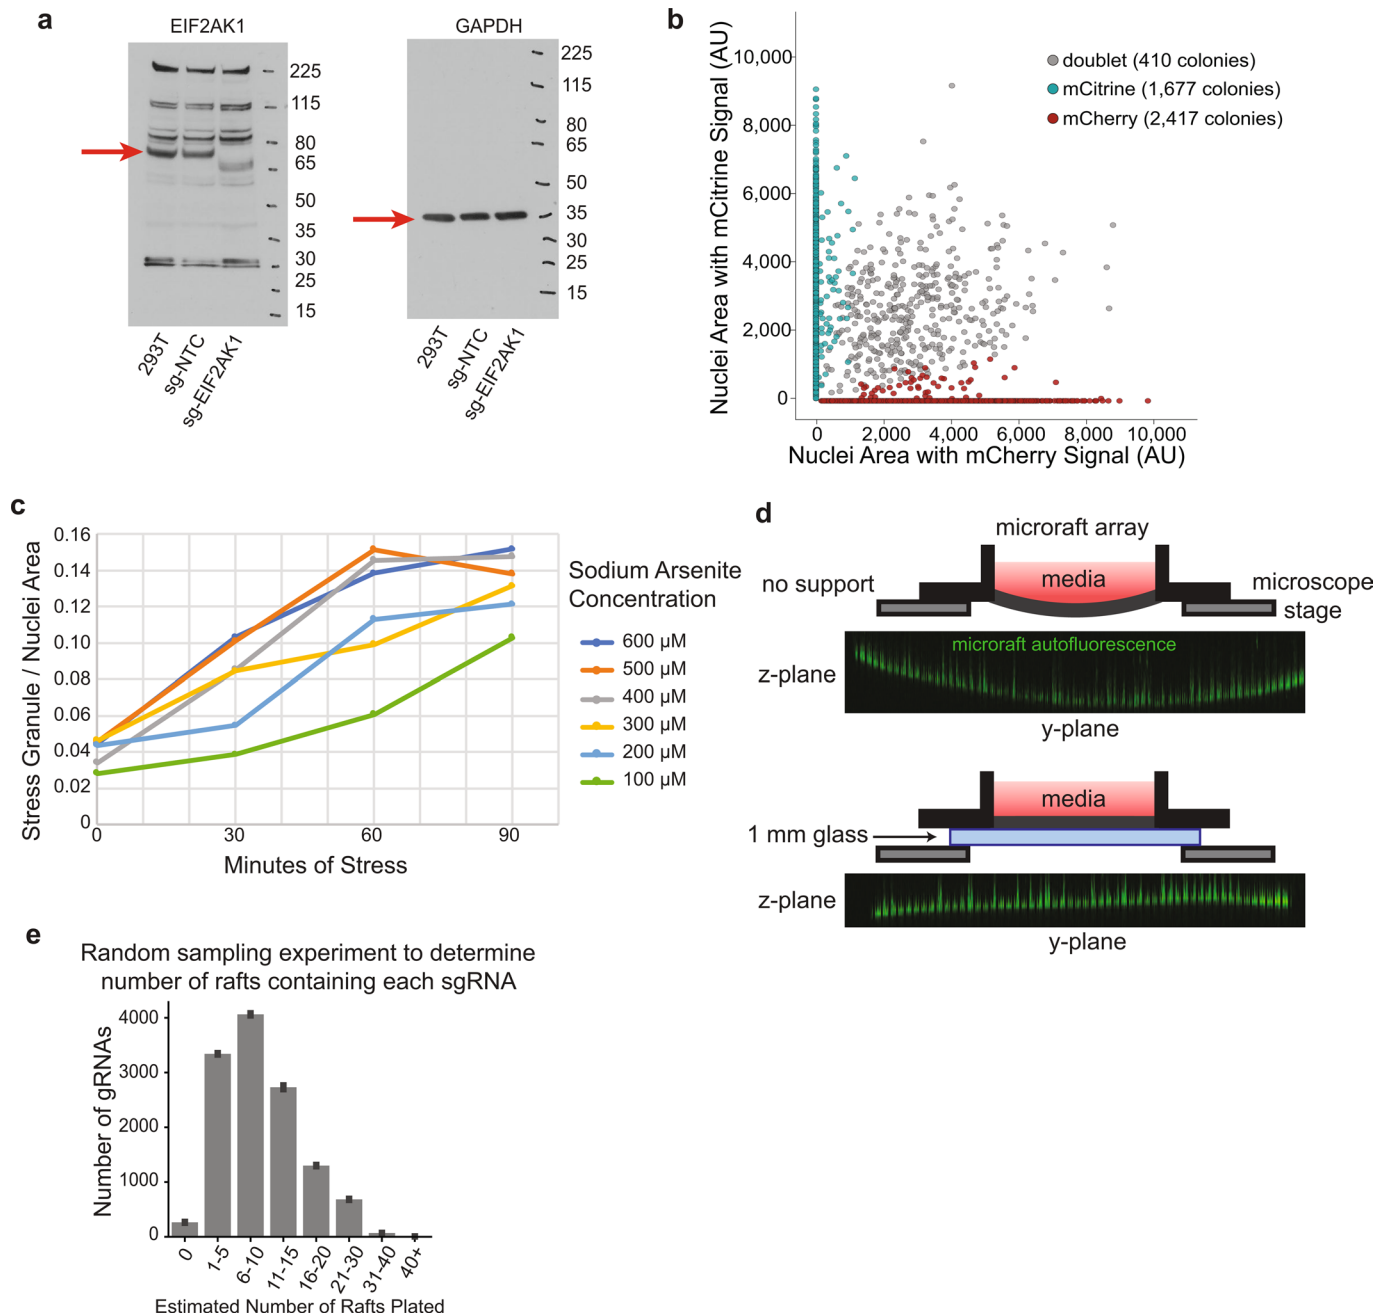 a
EIF2AK1
GAPDH
225
115
80
65
50
35
30
25
15
293T
sg-NTC
sg-EIF2AK1
225
115
80
65
50
35
30
25
15
293T
sg-NTC
sg-EIF2AK1
b
Nuclei Area with mCitrine Signal (AU)
10,000
8,000
6,000
4,000
2,000
0
doublet (410 colonies)
mCitrine (1,677 colonies)
mCherry (2,417 colonies)
0 2,000 4,000 6,000 8,000 10,000
Nuclei Area with mCherry Signal (AU)
c
Stress Granule / Nuclei Area
0.16
0.14
0.12
0.10
0.08
0.06
0.04
0.02
0
0 30 60 90
Minutes of Stress
Sodium Arsenite
Concentration
600 µM
500 µM
400 µM
300 µM
200 µM
100 µM
d
microraft array
no support
media
microscope
stage
microraft autofluorescence
z-plane
y-plane
media
1 mm glass
z-plane
y-plane
e
Random sampling experiment to determine
number of rafts containing each sgRNA
Number of gRNAs
4000
3000
2000
1000
0
0 1-5 6-10 11-15 16-20 21-30 31-40 40+
Estimated Number of Rafts Plated